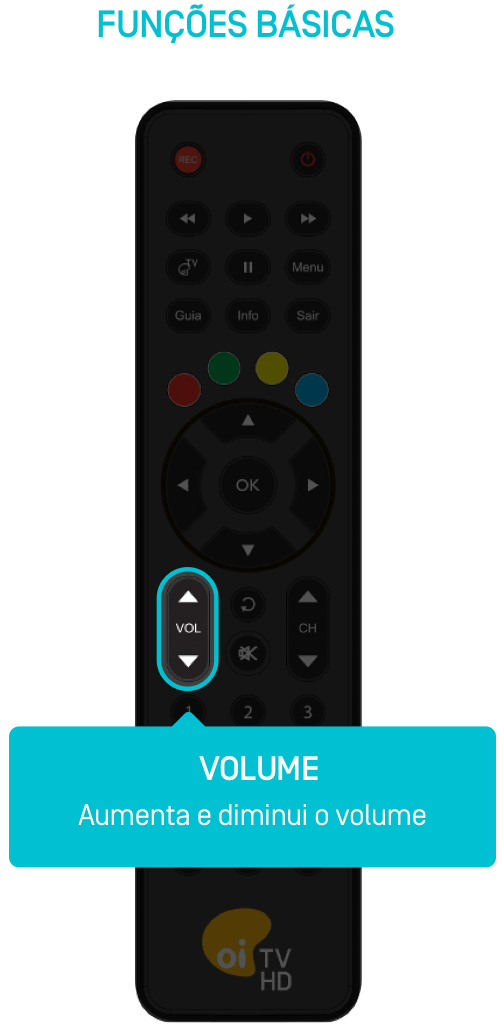 FUNÇÕES BÁSICAS
REC
TV
Menu
Guia Info Sair
OK
VOL
CH
1 2 3
VOLUME
Aumenta e diminui o volume
oi TV
HD